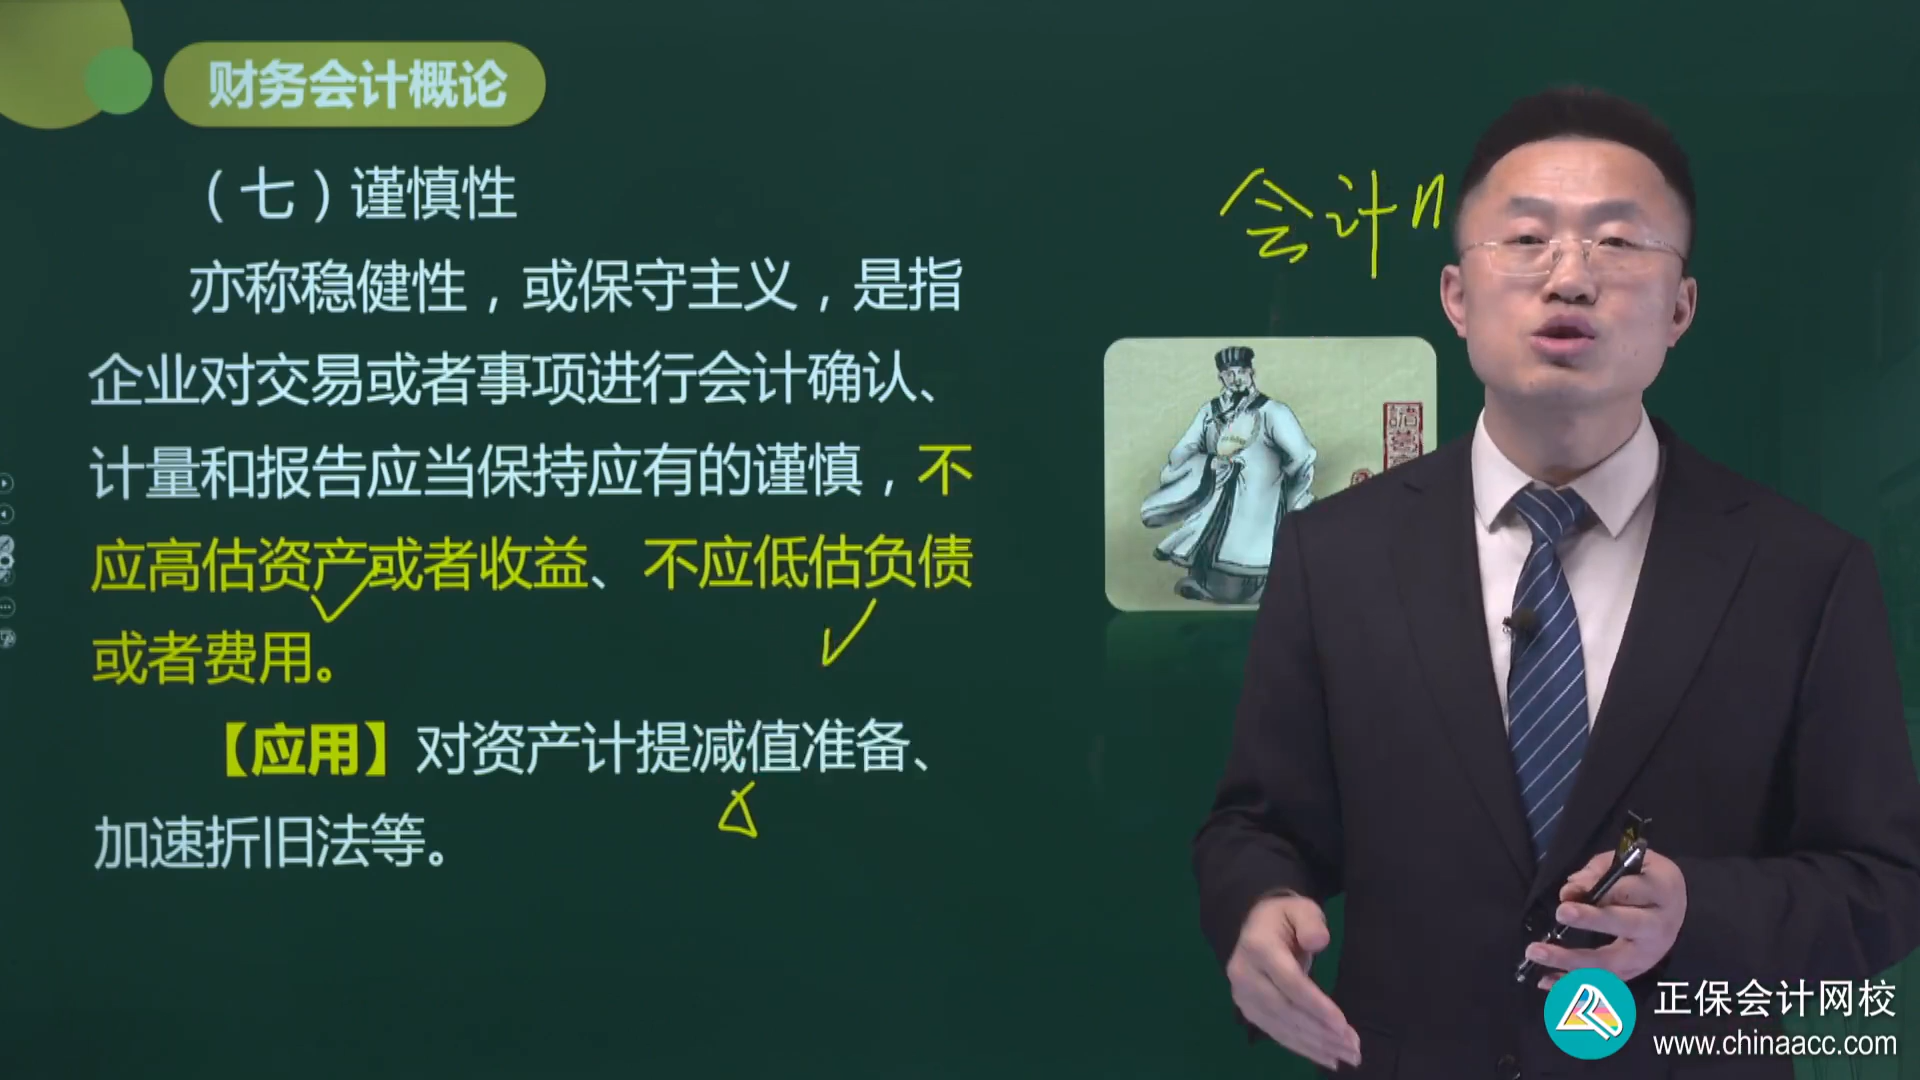 财务会计概论
（七）谨慎性
亦称稳健性，或保守主义，是指
企业对交易或者事项进行会计确认、
计量和报告应当保持应有的谨慎，不
应高估资产或者收益、不应低估负债
或者费用。
【应用】对资产计提减值准备、
加速折旧法等。
会计
正保会计网校
www.chinaacc.com